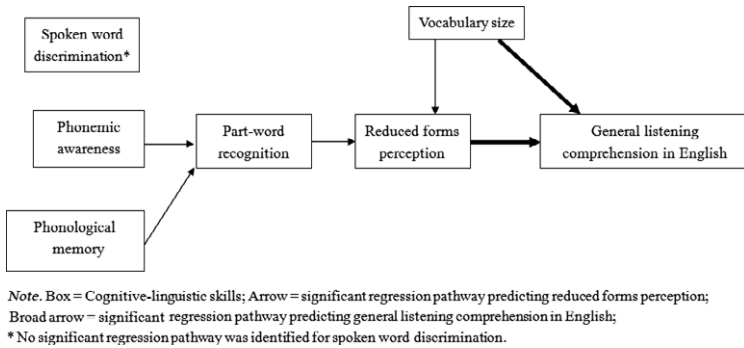 Vocabulary size
Spoken word
discrimination*
Phonemic
awareness
Part-word
recognition
Reduced forms
perception
General listening
comprehension in English
Phonological
memory
Note. Box = Cognitive-linguistic skills; Arrow = significant regression pathway predicting reduced forms perception;
Broad arrow = significant regression pathway predicting general listening comprehension in English;
* No significant regression pathway was identified for spoken word discrimination.